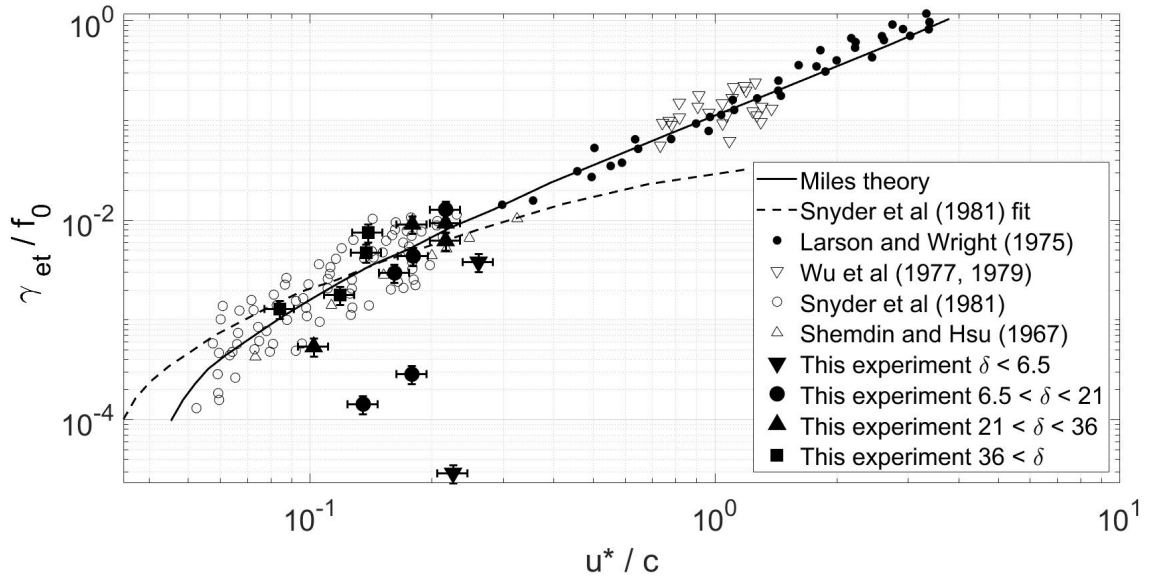 γet / f0
10^0
10^-2
10^-4
Miles theory
Snyder et al (1981) fit
Larson and Wright (1975)
Wu et al (1977, 1979)
Snyder et al (1981)
Shemdin and Hsu (1967)
This experiment δ < 6.5
This experiment 6.5 < δ < 21
This experiment 21 < δ < 36
This experiment 36 < δ
10^-1
10^0
10^1
u* / c